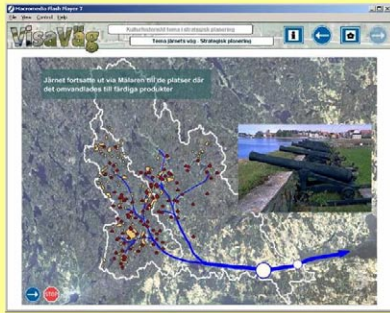 Macromedia Flash Player 7
File View Control Help
VisaVäg
Kulturhistoriskt tema i strategisk planering
Tema järnets väg - Strategisk planering
Järnet fortsatte ut via Mälaren till de platser där
det omvandlades till färdiga produkter
STOP